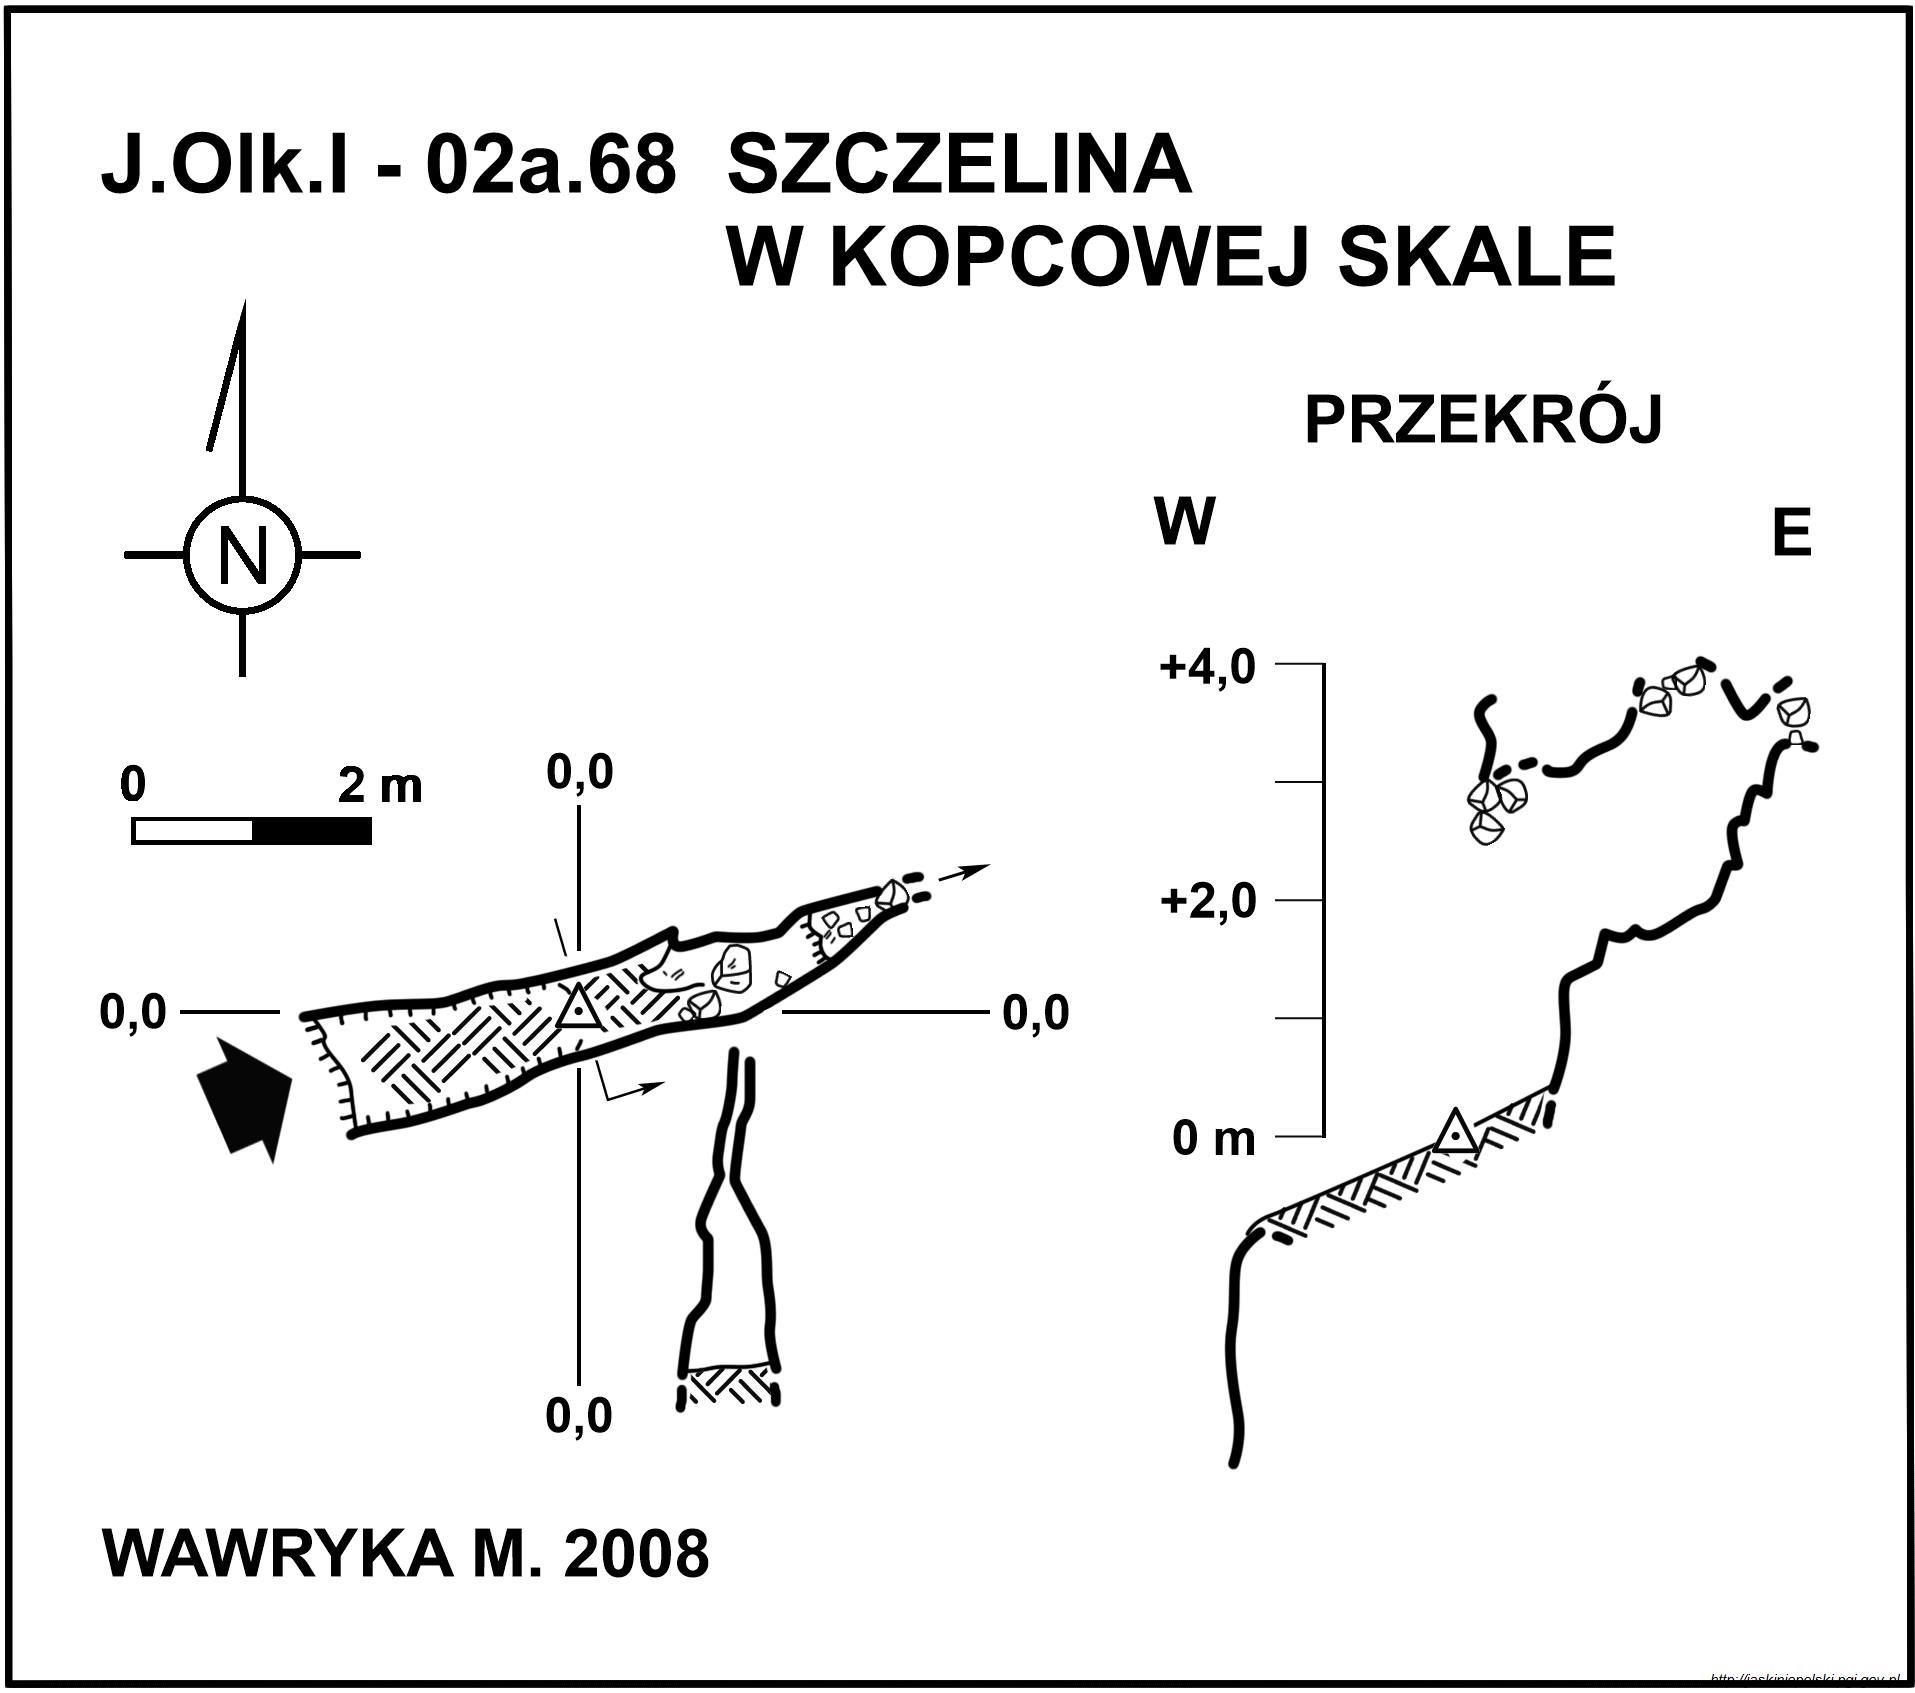 J.Olk.I - 02a.68 SZCZELINA
W KOPCOWEJ SKALE
PRZEKRÓJ
W
E
N
+4,0
0 2 m
0,0
+2,0
0,0
0,0
0 m
0,0
WAWRYKA M. 2008
http://jaskiniepolski.pgi.gov.pl